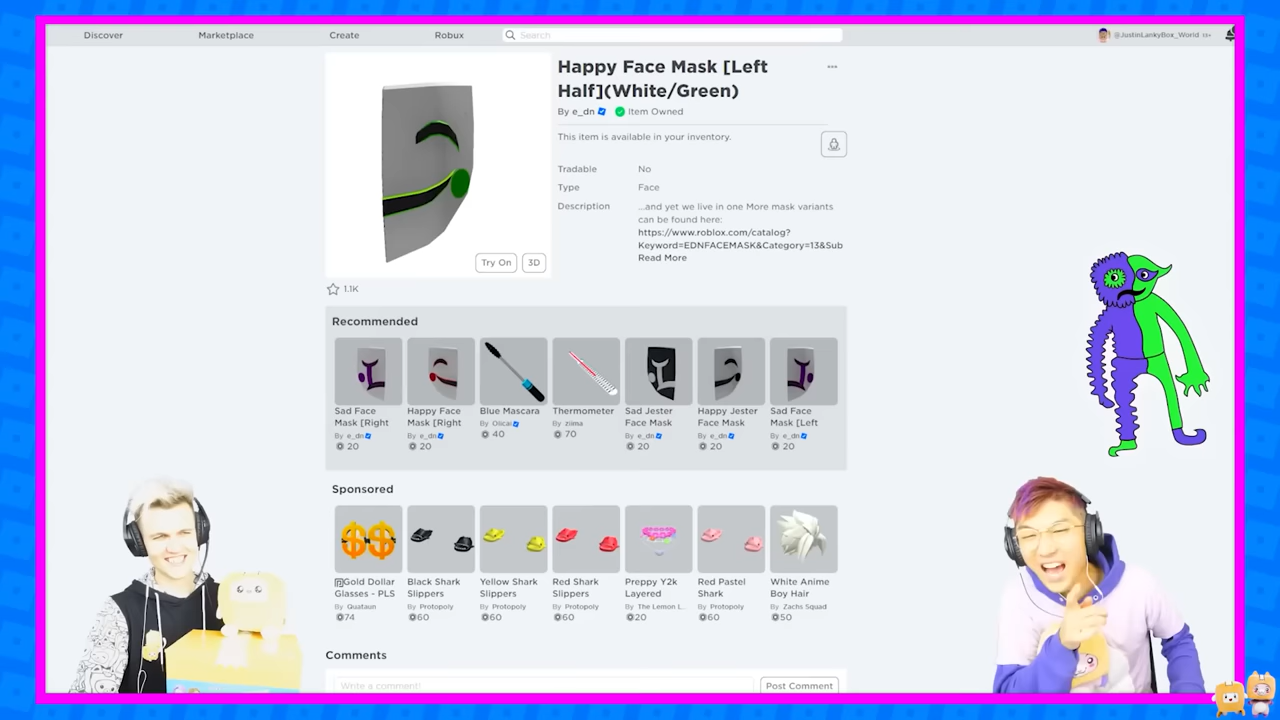 Discover Marketplace Create Robux Search @JustinLankyBox_World 13+
Happy Face Mask [Left
Half](White/Green)
By e_dn Item Owned
This item is available in your inventory.
Tradable No
Type Face
Description ...and yet we live in one More mask variants
can be found here:
https://www.roblox.com/catalog?
Keyword=EDNFACEMASK&Category=13&Sub
Read More
Try On 3D
1.1K
Recommended
Sad Face Happy Face Blue Mascara Thermometer Sad Jester Happy Jester Sad Face
Mask [Right Mask [Right By Olicai By ziima Face Mask Face Mask Mask [Left
By e_dn By e_dn 40 70 By e_dn By e_dn By e_dn
20 20 20 20 20
Sponsored
Gold Dollar Black Shark Yellow Shark Red Shark Preppy Y2k Red Pastel White Anime
Glasses - PLS Slippers Slippers Slippers Layered Shark Boy Hair
By Quataun By Protopoly By Protopoly By Protopoly By The Lemon L... By Protopoly By Zachs Squad
74 60 60 60 20 60 50
Comments
Write a comment! Post Comment